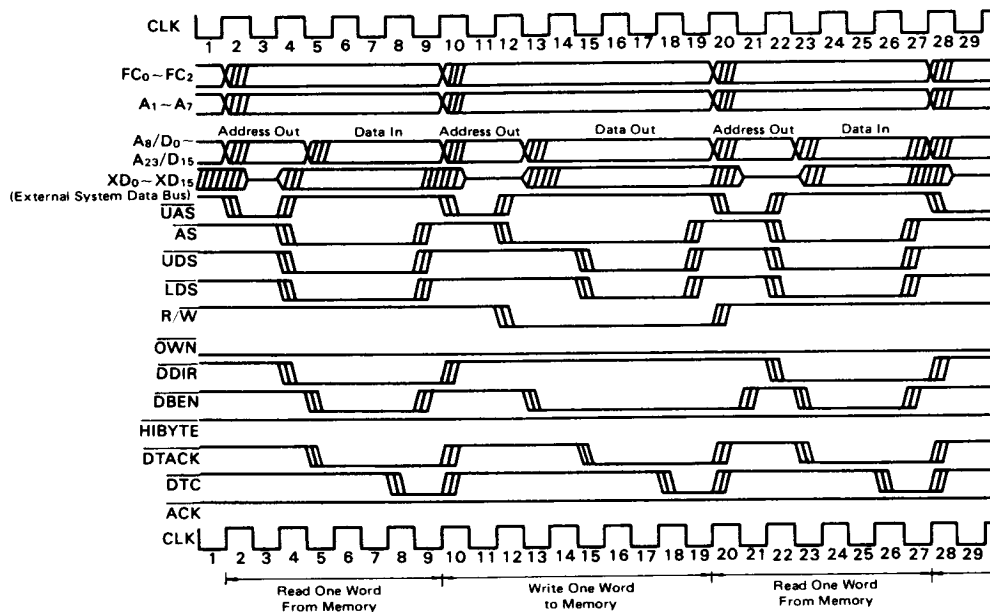 CLK
1 2 3 4 5 6 7 8 9 10 11 12 13 14 15 16 17 18 19 20 21 22 23 24 25 26 27 28 29
FC0~FC2
A1~A7
Address Out Data In Address Out Data Out Address Out Data In
A8/D0~
A23/D15
XD0~XD15
(External System Data Bus)
UAS
AS
UDS
LDS
R/W
OWN
DDIR
DBEN
HIBYTE
DTACK
DTC
ACK
CLK
1 2 3 4 5 6 7 8 9 10 11 12 13 14 15 16 17 18 19 20 21 22 23 24 25 26 27 28 29
Read One Word Write One Word Read One Word
From Memory to Memory From Memory